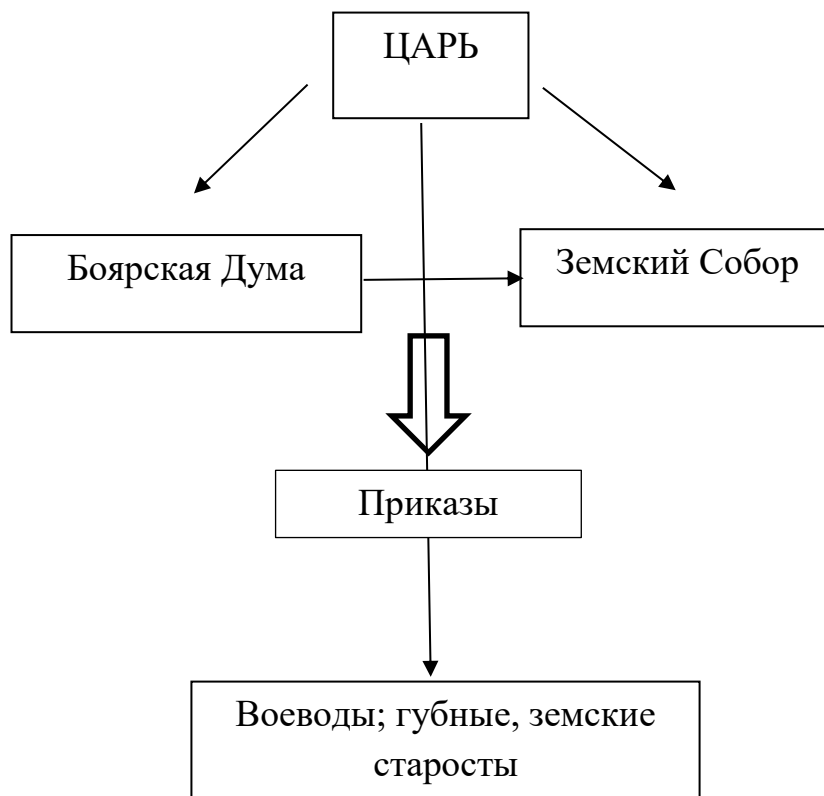 ЦАРЬ
Боярская Дума
Земский Собор
Приказы
Воеводы; губные, земские
старосты